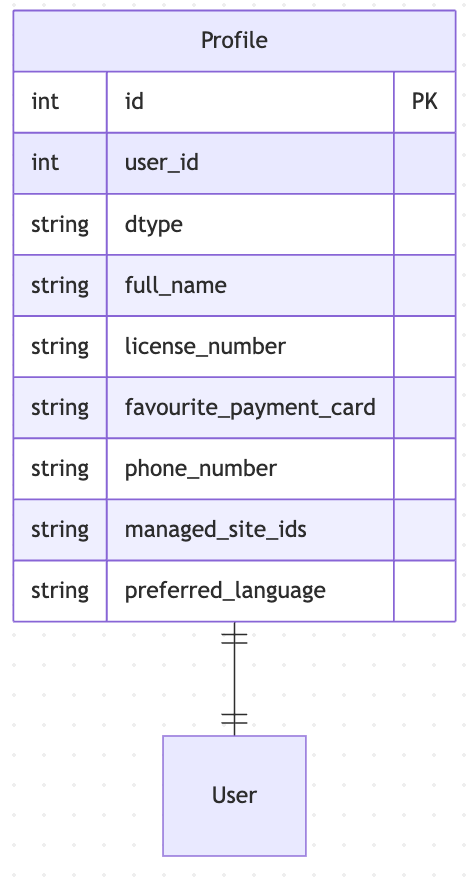 Profile
int id PK
int user_id
string dtype
string full_name
string license_number
string favourite_payment_card
string phone_number
string managed_site_ids
string preferred_language
User